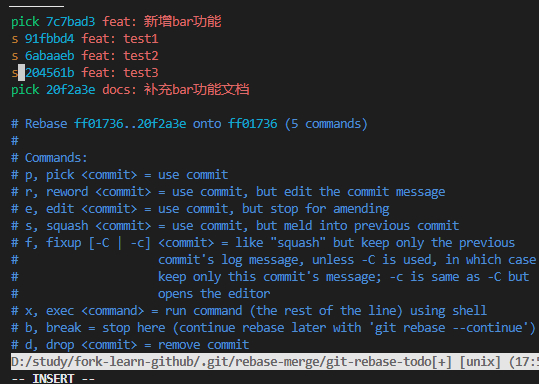 pick 7c7bad3 feat: 新增bar功能
s 91fbbd4 feat: test1
s 6abaaeb feat: test2
s 204561b feat: test3
pick 20f2a3e docs: 补充bar功能文档
# Rebase ff01736..20f2a3e onto ff01736 (5 commands)
#
# Commands:
# p, pick <commit> = use commit
# r, reword <commit> = use commit, but edit the commit message
# e, edit <commit> = use commit, but stop for amending
# s, squash <commit> = use commit, but meld into previous commit
# f, fixup [-C | -c] <commit> = like "squash" but keep only the previous
#                    commit's log message, unless -C is used, in which case
#                    keep only this commit's message; -c is same as -C but
#                    opens the editor
# x, exec <command> = run command (the rest of the line) using shell
# b, break = stop here (continue rebase later with 'git rebase --continue')
# d, drop <commit> = remove commit
D:/study/fork-learn-github/.git/rebase-merge/git-rebase-todo[+] [unix] (17:5
-- INSERT --